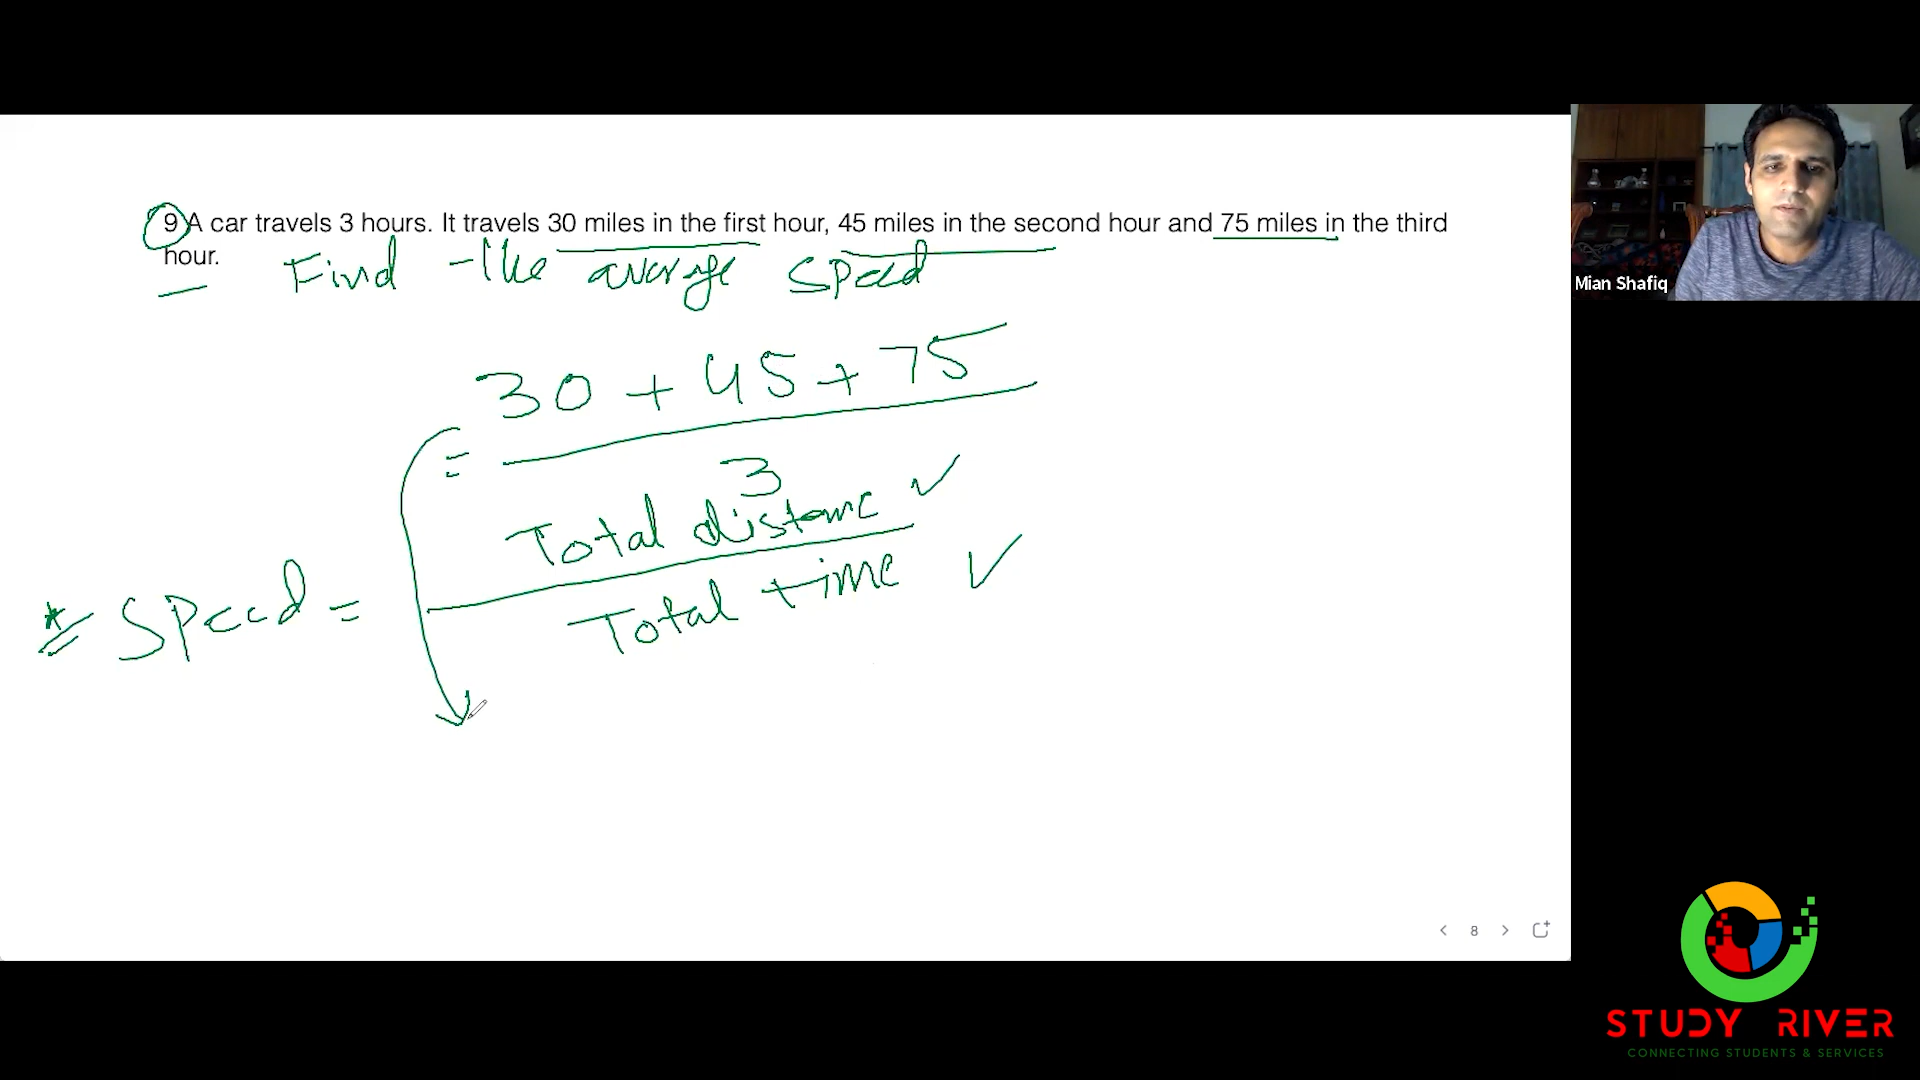 9 A car travels 3 hours. It travels 30 miles in the first hour, 45 miles in the second hour and 75 miles in the third
hour.
Find the average speed
30 + 45 + 75
=
3
Total distance ✓
* Speed =
Total time ✓
Mian Shafiq
< 8 >
STUDY RIVER
CONNECTING STUDENTS & SERVICES